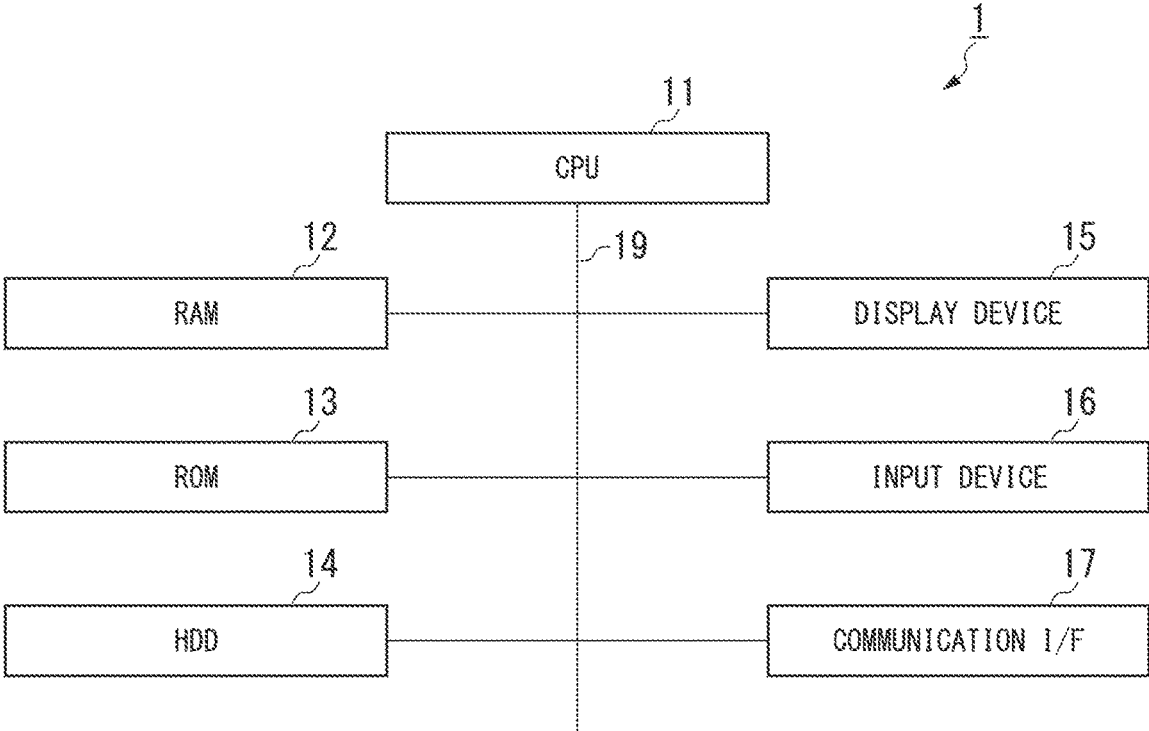 1
11
CPU
12
19
15
RAM
DISPLAY DEVICE
13
16
ROM
INPUT DEVICE
14
17
HDD
COMMUNICATION I/F